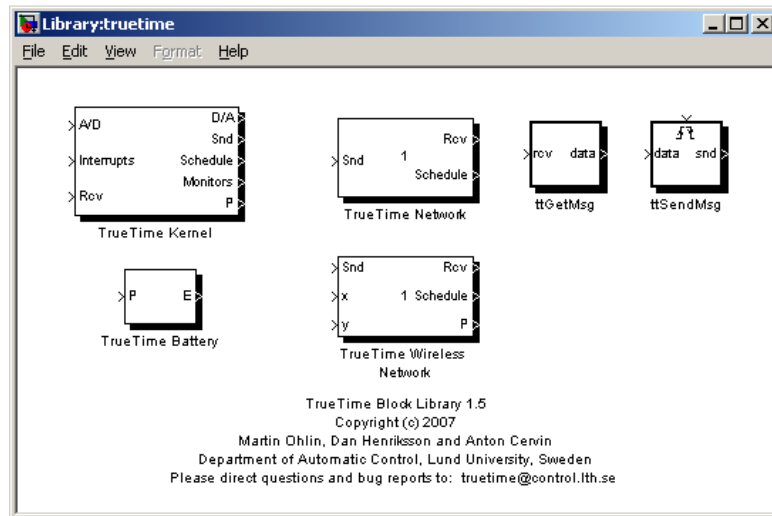 Library:truetime
File Edit View Format Help
A/D
Interrupts
Rcv
D/A
Snd
Schedule
Monitors
P
TrueTime Kernel
Snd
1
Rcv
Schedule
TrueTime Network
rcv data
ttGetMsg
data snd
ttSendMsg
P E
TrueTime Battery
Snd Rcv
x 1 Schedule
y P
TrueTime Wireless
Network
TrueTime Block Library 1.5
Copyright (c) 2007
Martin Ohlin, Dan Henriksson and Anton Cervin
Department of Automatic Control, Lund University, Sweden
Please direct questions and bug reports to: truetime@control.lth.se